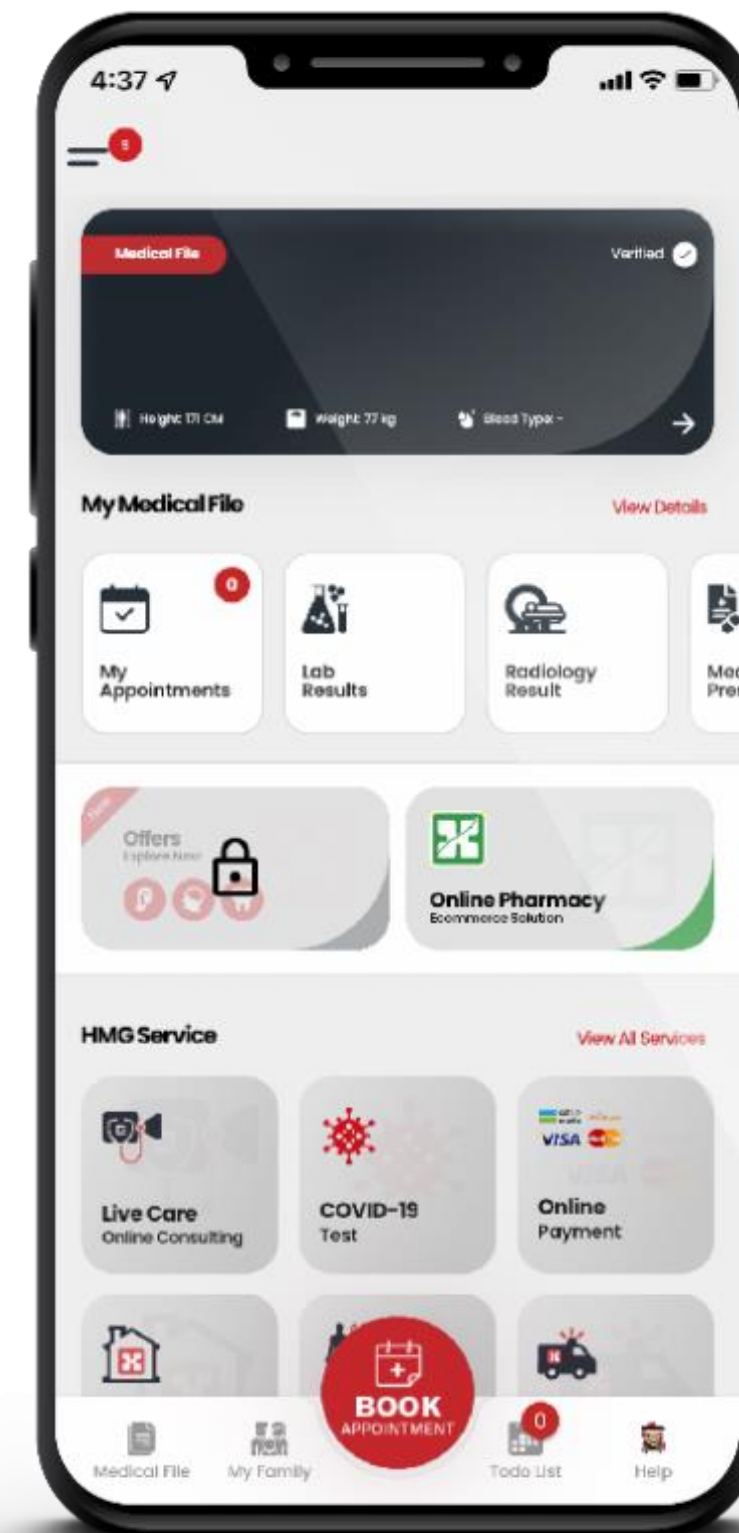 4:37
5
Medical File
Verified
Height: 171 CM
Weight: 77 kg
Blood Type: -
My Medical File
View Details
0
My
Appointments
Lab
Results
Radiology
Result
New
Offers
Explore Now
Online Pharmacy
Ecommerce Solution
HMG Service
View All Services
VISA
Live Care
Online Consulting
COVID-19
Test
Online
Payment
BOOK
APPOINTMENT
0
Medical File
My Family
Todo List
Help